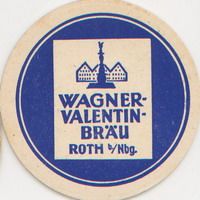 WAGNER-
VALENTIN-
BRÄU
ROTH b/Nbg.